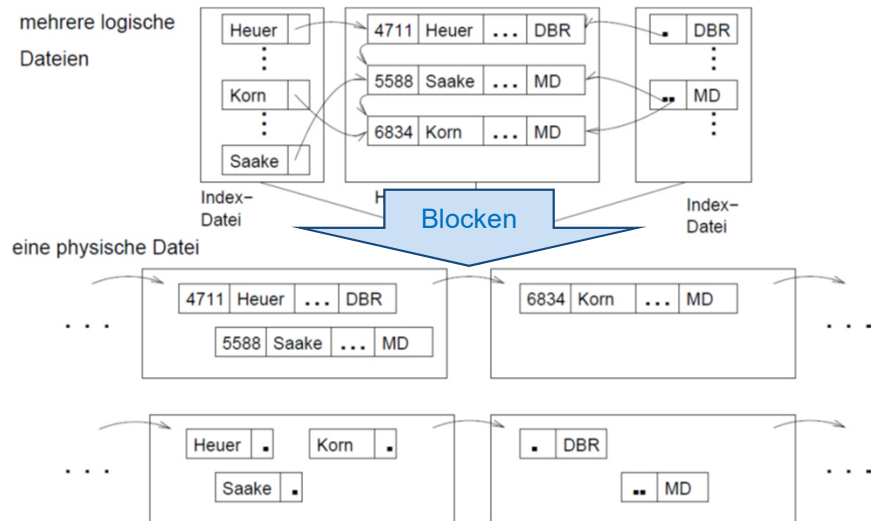 mehrere logische
Dateien
Heuer
4711 Heuer ... DBR
. DBR
5588 Saake ... MD
Korn
.. MD
6834 Korn ... MD
Saake
Index-
Datei
H
Blocken
Index-
Datei
eine physische Datei
4711 Heuer ... DBR
6834 Korn ... MD
. . .
. . .
5588 Saake ... MD
Heuer .
Korn .
. DBR
. . .
. . .
Saake .
.. MD